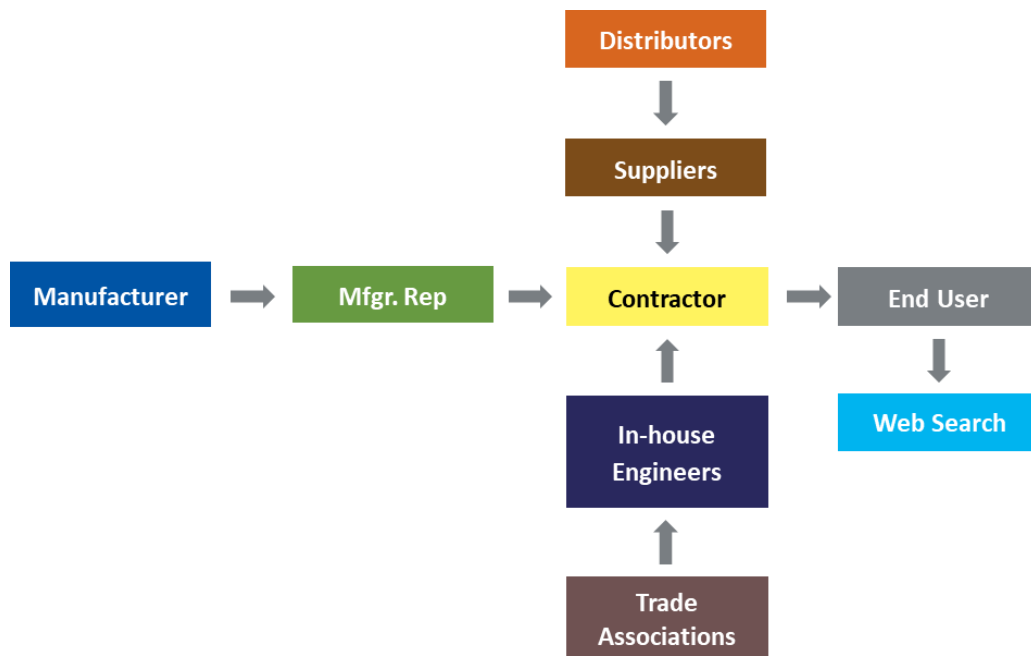 Distributors
Suppliers
Manufacturer
Mfgr. Rep
Contractor
End User
Web Search
In-house
Engineers
Trade
Associations